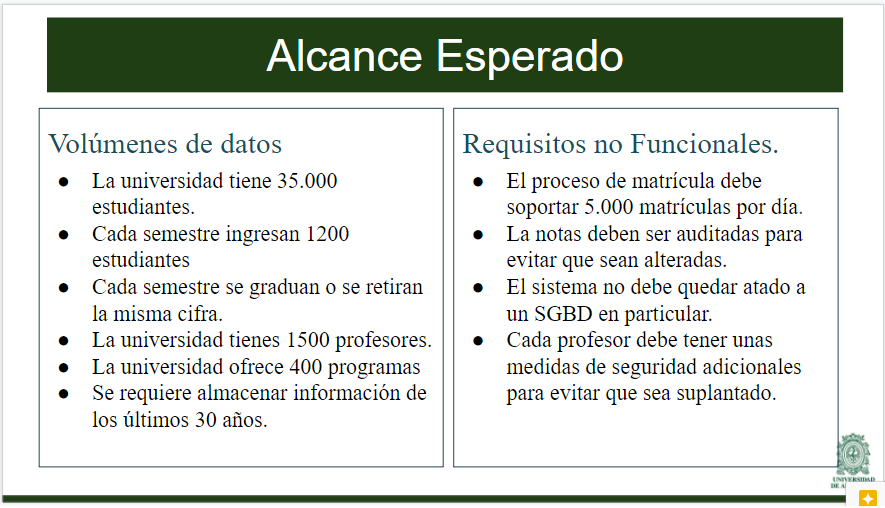 Alcance Esperado
Volúmenes de datos
● La universidad tiene 35.000
estudiantes.
● Cada semestre ingresan 1200
estudiantes
● Cada semestre se graduan o se retiran
la misma cifra.
● La universidad tienes 1500 profesores.
● La universidad ofrece 400 programas
● Se requiere almacenar información de
los últimos 30 años.
Requisitos no Funcionales.
● El proceso de matrícula debe
soportar 5.000 matrículas por día.
● La notas deben ser auditadas para
evitar que sean alteradas.
● El sistema no debe quedar atado a
un SGBD en particular.
● Cada profesor debe tener unas
medidas de seguridad adicionales
para evitar que sea suplantado.
UNIVERSIDAD
DE A